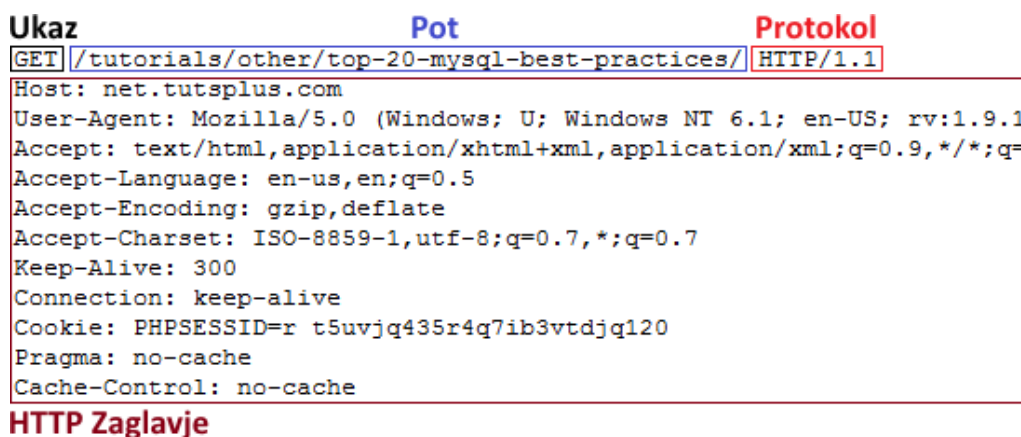 Ukaz Pot Protokol
GET /tutorials/other/top-20-mysql-best-practices/ HTTP/1.1
Host: net.tutsplus.com
User-Agent: Mozilla/5.0 (Windows; U; Windows NT 6.1; en-US; rv:1.9.1
Accept: text/html,application/xhtml+xml,application/xml;q=0.9,*/*;q=
Accept-Language: en-us,en;q=0.5
Accept-Encoding: gzip,deflate
Accept-Charset: ISO-8859-1,utf-8;q=0.7,*;q=0.7
Keep-Alive: 300
Connection: keep-alive
Cookie: PHPSESSID=r t5uvjq435r4q7ib3vtdjq120
Pragma: no-cache
Cache-Control: no-cache
HTTP Zaglavje